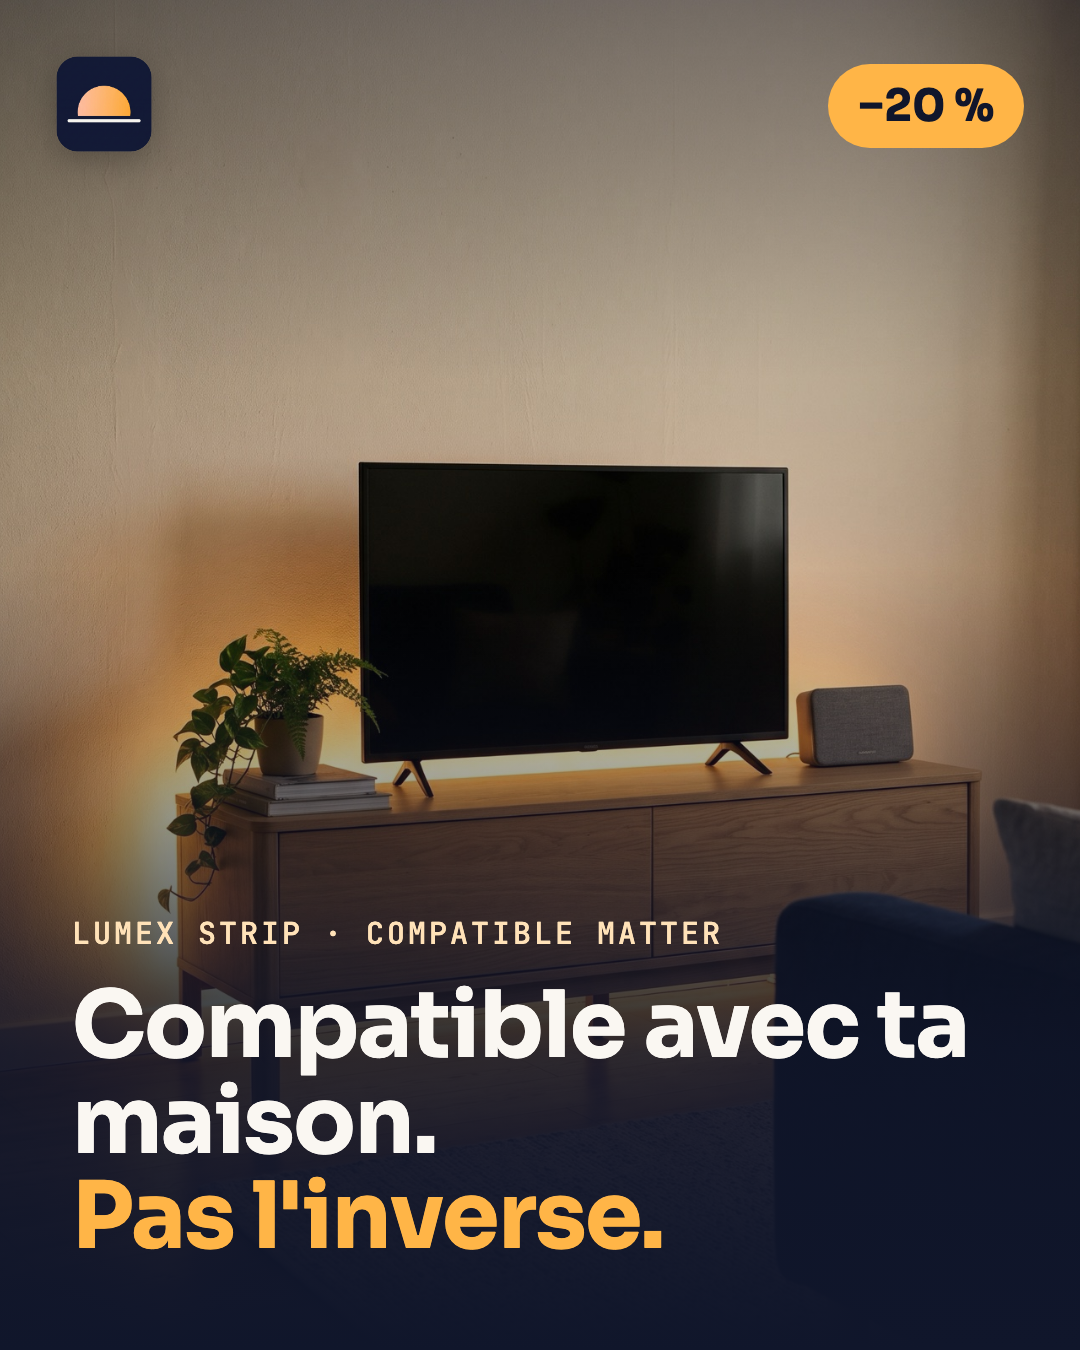 −20 %
LUMEX STRIP · COMPATIBLE MATTER
Compatible avec ta
maison.
Pas l'inverse.